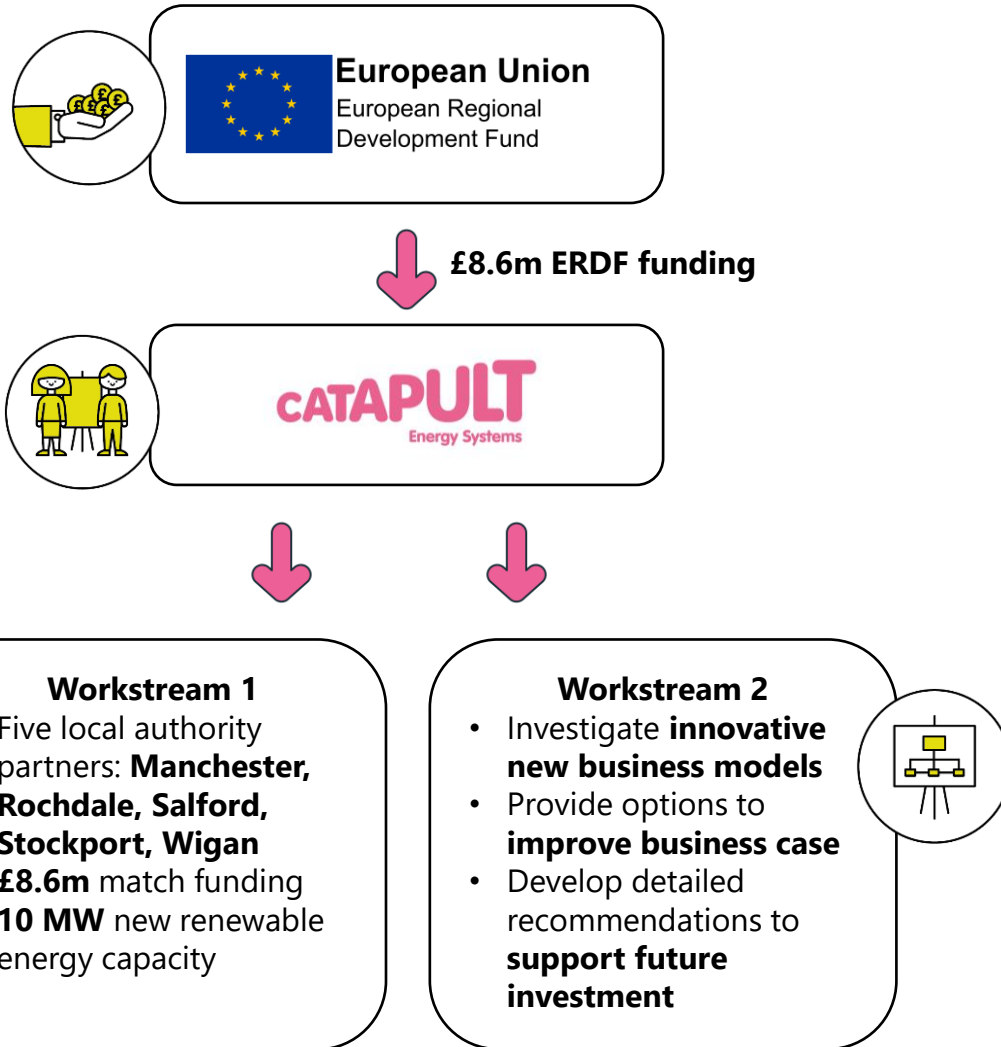 European Union
European Regional
Development Fund
£8.6m ERDF funding
CATAPULT
Energy Systems
Workstream 1
Five local authority
partners: Manchester,
Rochdale, Salford,
Stockport, Wigan
£8.6m match funding
10 MW new renewable
energy capacity
Workstream 2
• Investigate innovative
new business models
• Provide options to
improve business case
• Develop detailed
recommendations to
support future
investment